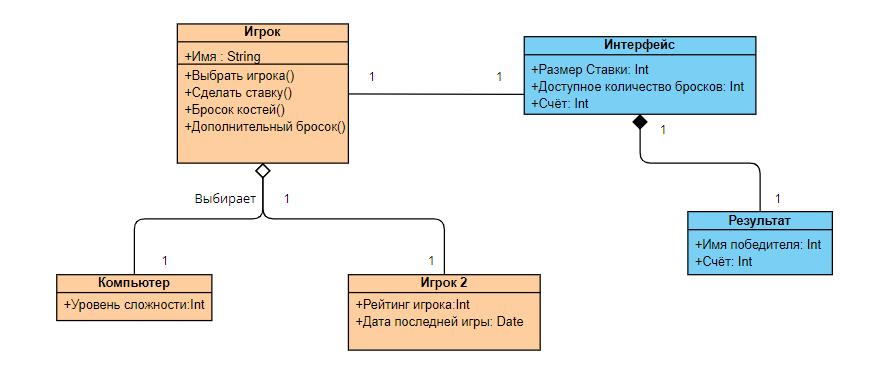 Игрок
+Имя : String
+Выбрать игрока()
+Сделать ставку()
+Бросок костей()
+Дополнительный бросок()
1
1
Интерфейс
+Размер Ставки: Int
+Доступное количество бросков: Int
+Счёт: Int
1
1
Результат
+Имя победителя: Int
+Счёт: Int
Выбирает
1
1
1
Компьютер
+Уровень сложности:Int
Игрок 2
+Рейтинг игрока:Int
+Дата последней игры: Date